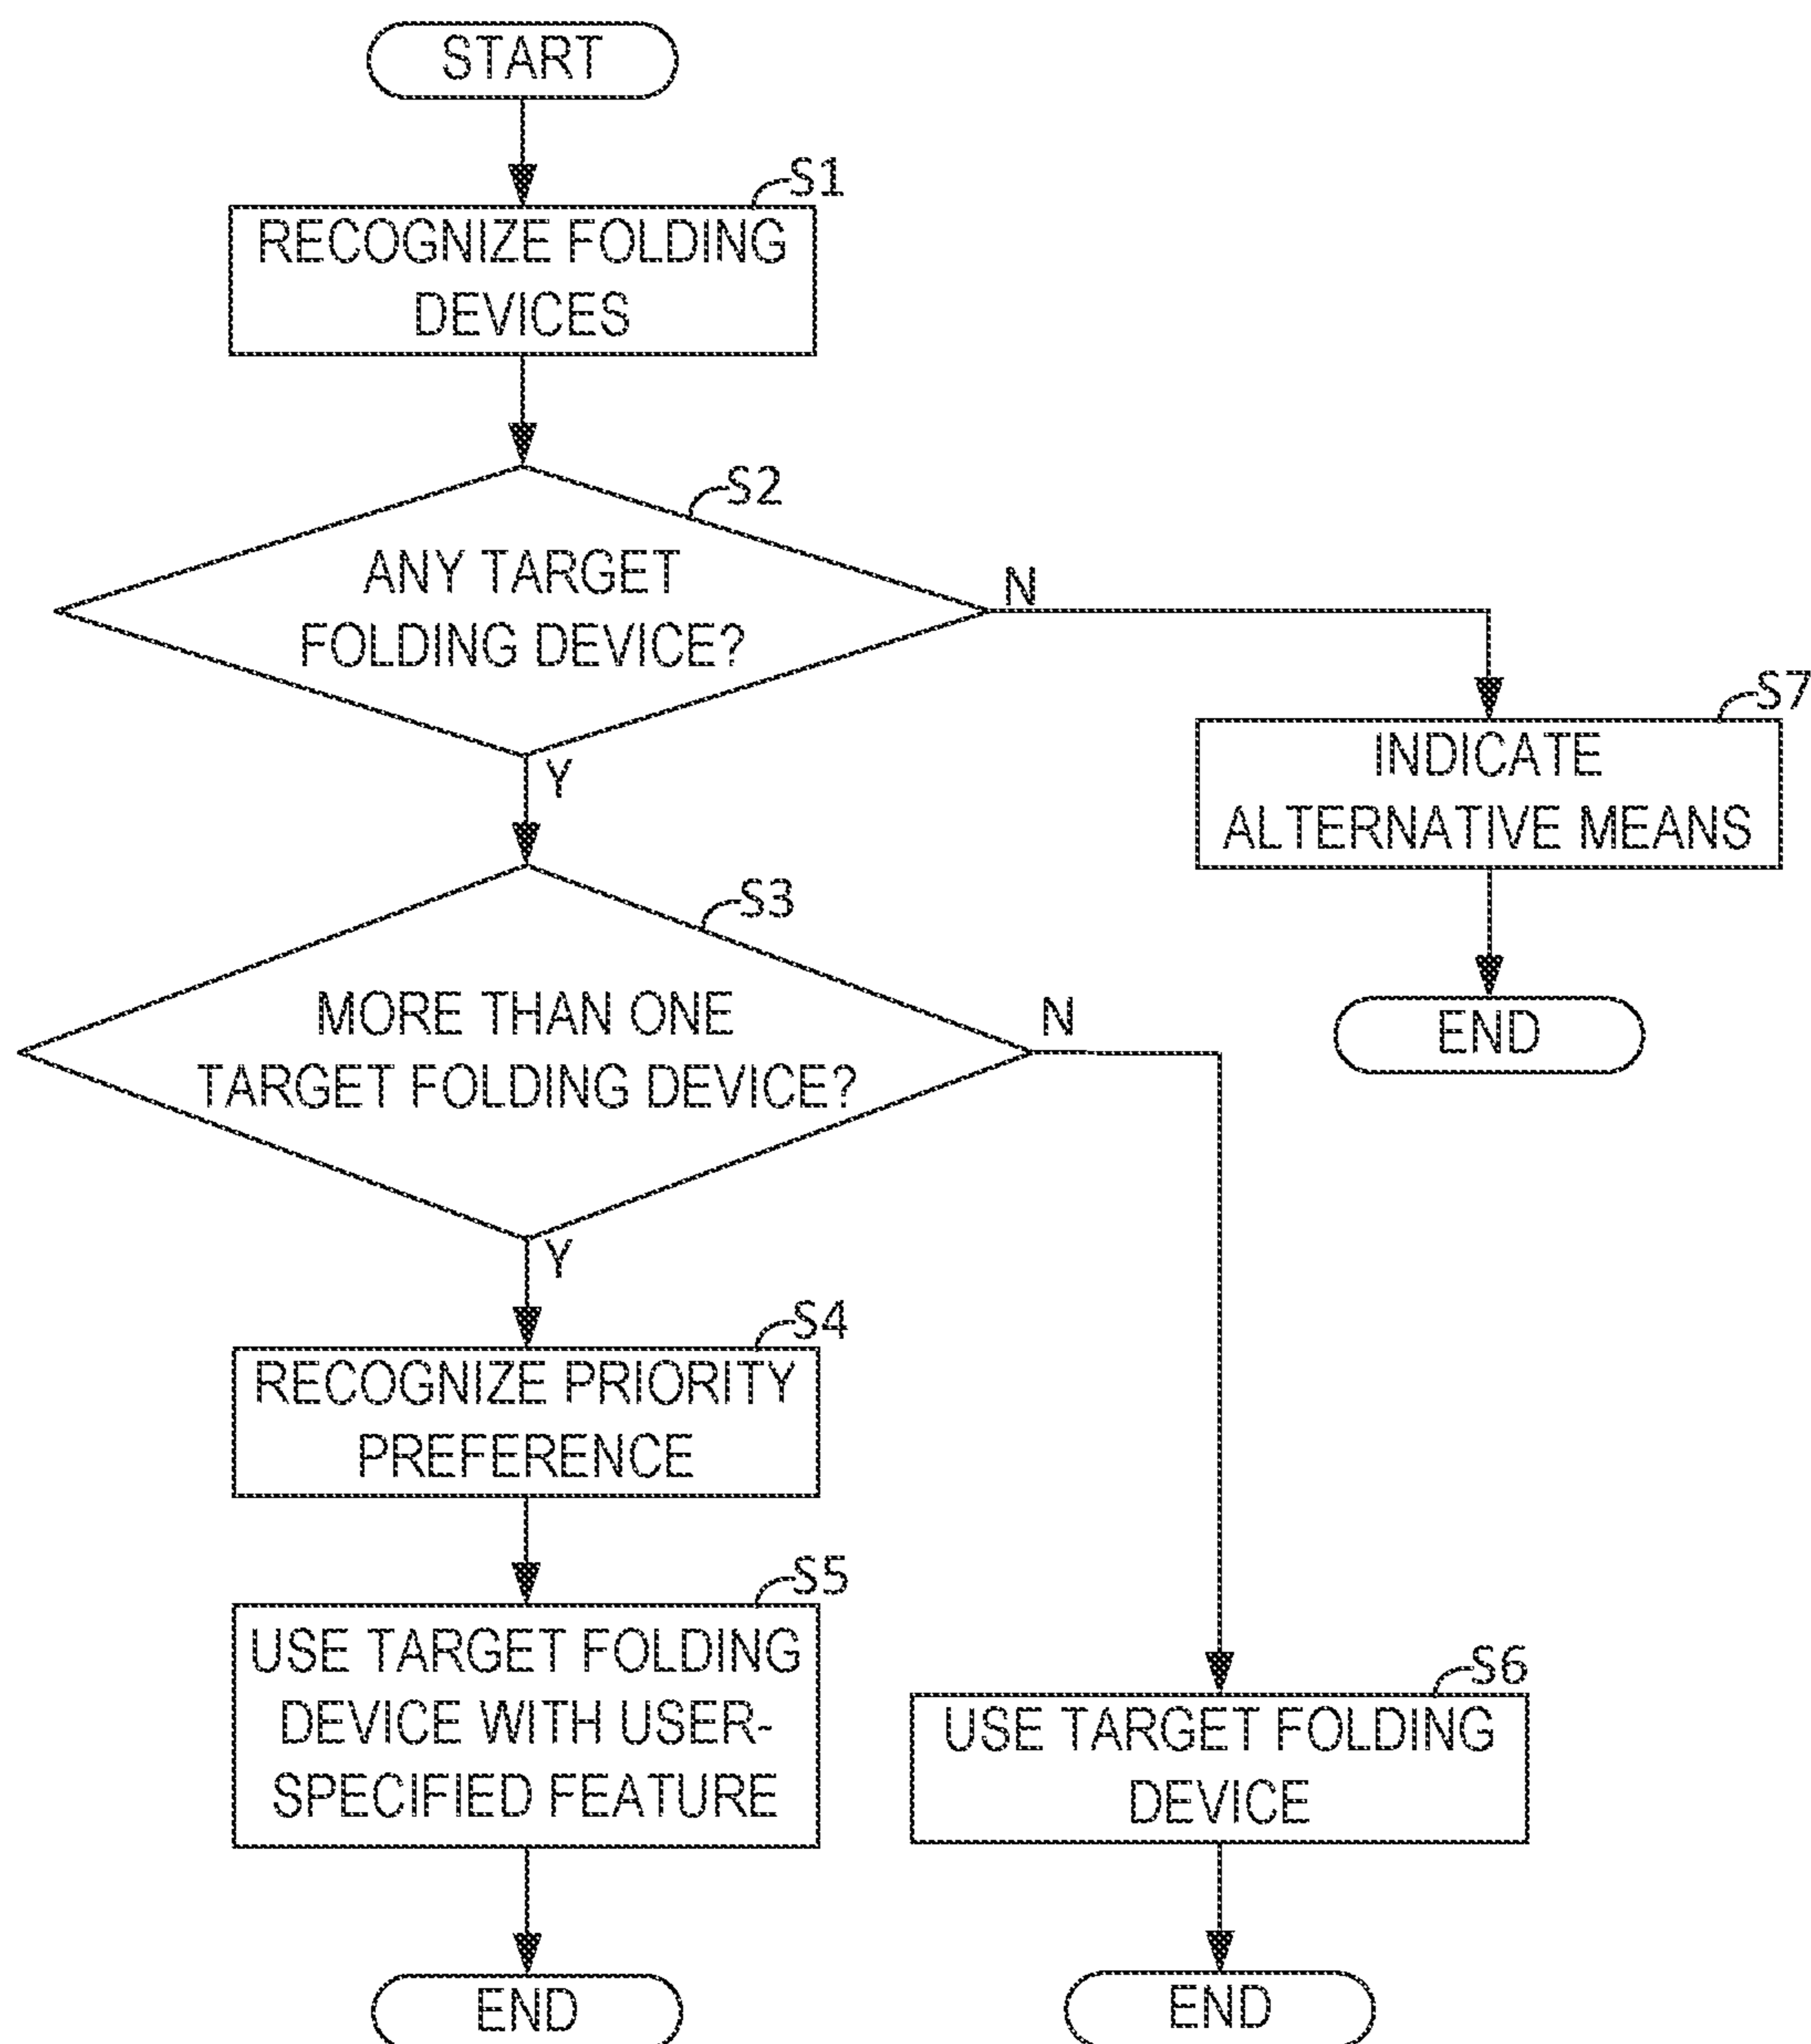 START
S1
RECOGNIZE FOLDING
DEVICES
S2
ANY TARGET
FOLDING DEVICE?
N
Y
S7
INDICATE
ALTERNATIVE MEANS
END
S3
MORE THAN ONE
TARGET FOLDING DEVICE?
N
Y
S4
RECOGNIZE PRIORITY
PREFERENCE
S5
USE TARGET FOLDING
DEVICE WITH USER-
SPECIFIED FEATURE
END
S6
USE TARGET FOLDING
DEVICE
END